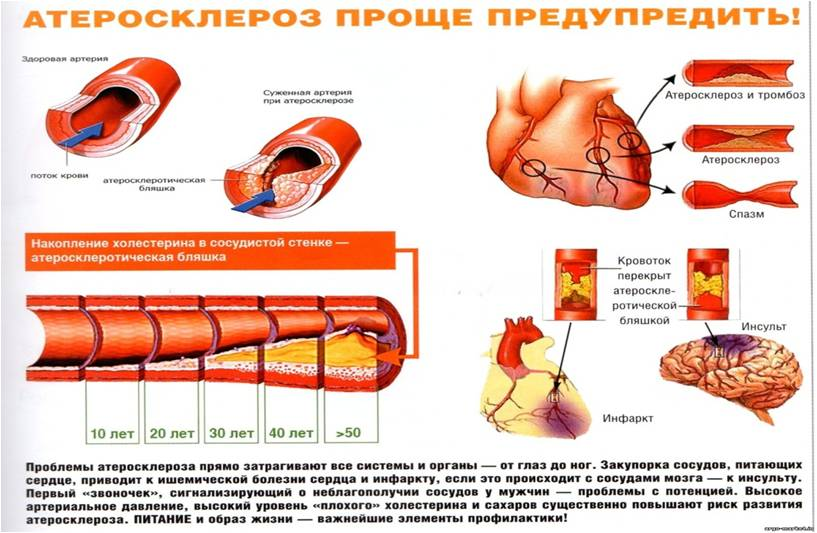 АТЕРОСКЛЕРОЗ ПРОЩЕ ПРЕДУПРЕДИТЬ!
Здоровая артерия
поток крови
Суженная артерия
при атеросклерозе
атеросклеротическая
бляшка
Атеросклероз и тромбоз
Атеросклероз
Спазм
Накопление холестерина в сосудистой стенке —
атеросклеротическая бляшка
10 лет
20 лет
30 лет
40 лет
>50
Кровоток
перекрыт
атероскле-
ротической
бляшкой
Инсульт
Инфаркт
Проблемы атеросклероза прямо затрагивают все системы и органы — от глаз до ног. Закупорка сосудов, питающих
сердце, приводит к ишемической болезни сердца и инфаркту, если это происходит с сосудами мозга — к инсульту.
Первый «звоночек», сигнализирующий о неблагополучии сосудов у мужчин — проблемы с потенцией. Высокое
артериальное давление, высокий уровень «плохого» холестерина и сахаров существенно повышают риск развития
атеросклероза. ПИТАНИЕ и образ жизни — важнейшие элементы профилактики!
argo-market.in